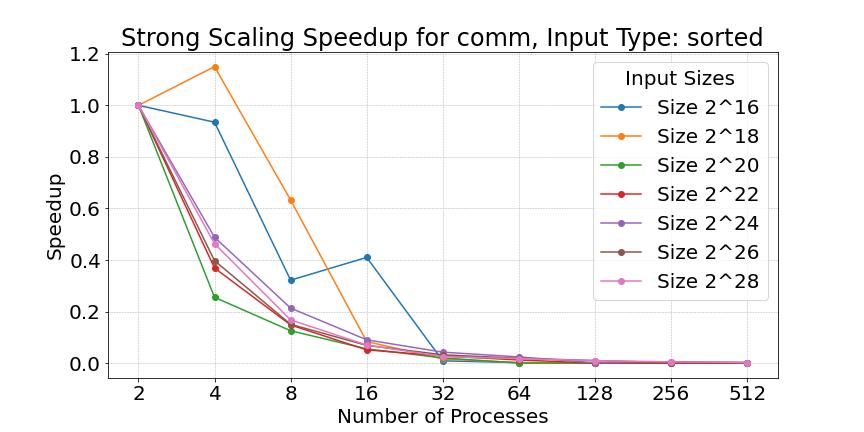 Strong Scaling Speedup for comm, Input Type: sorted
1.2
1.0
0.8
0.6
0.4
0.2
0.0
Speedup
Input Sizes
Size 2^16
Size 2^18
Size 2^20
Size 2^22
Size 2^24
Size 2^26
Size 2^28
2 4 8 16 32 64 128 256 512
Number of Processes